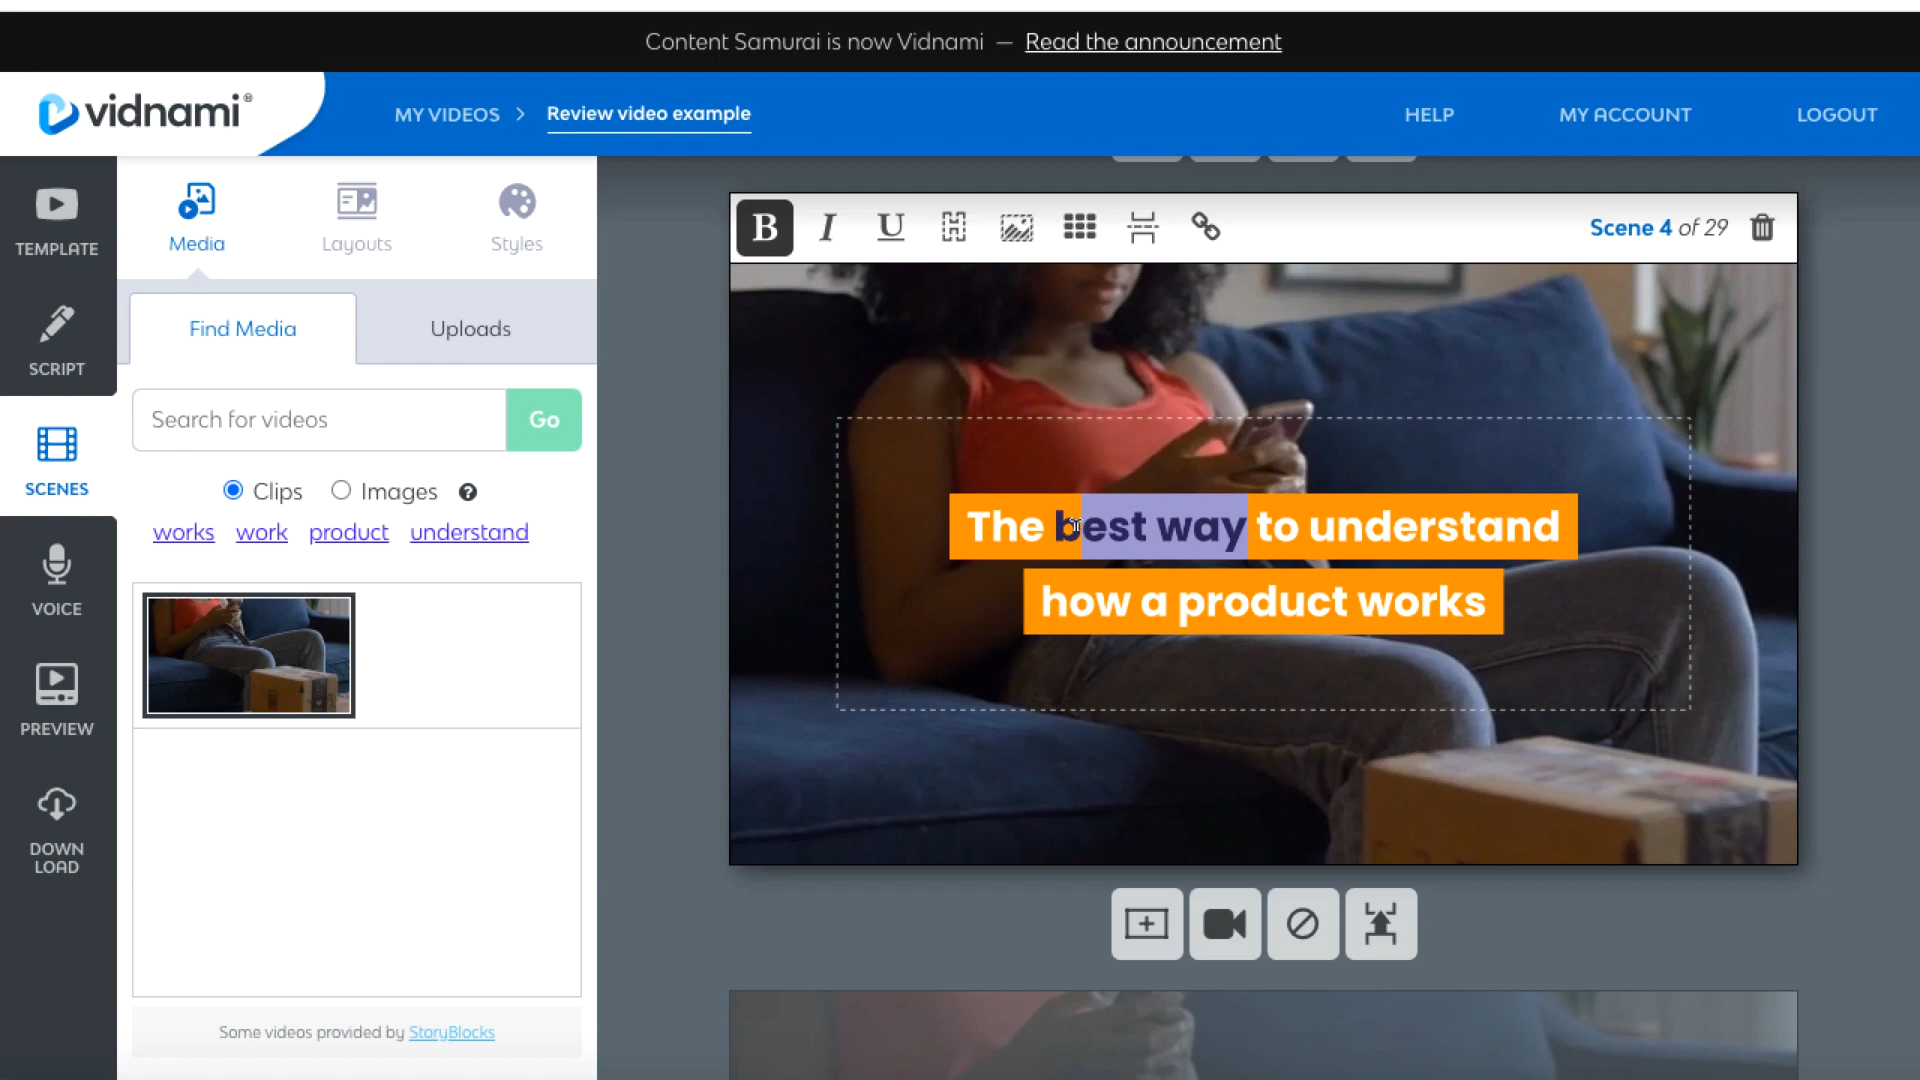 Content Samurai is now Vidnami — Read the announcement
vidnami®
MY VIDEOS > Review video example
HELP
MY ACCOUNT
LOGOUT
TEMPLATE
SCRIPT
SCENES
VOICE
PREVIEW
DOWN
LOAD
Media
Layouts
Styles
Find Media
Uploads
Search for videos
Go
Clips
Images
works work product understand
Some videos provided by StoryBlocks
B I U
Scene 4 of 29
The best way to understand
how a product works